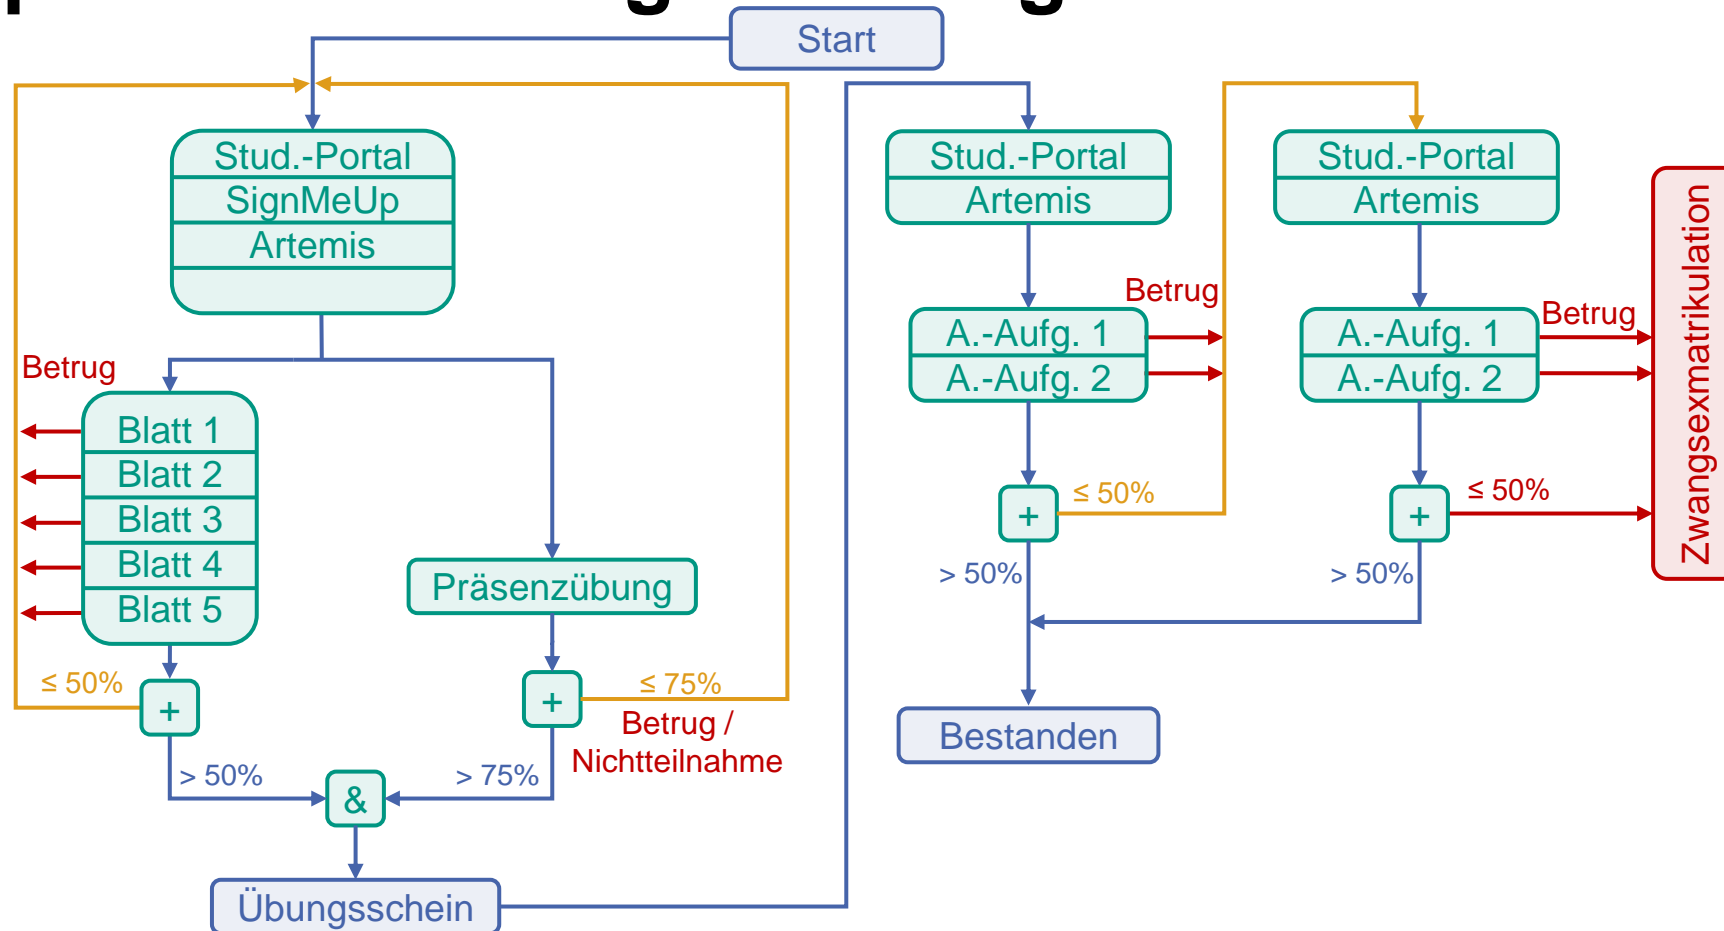 Start
Stud.-Portal
SignMeUp
Artemis
Betrug
Blatt 1
Blatt 2
Blatt 3
Blatt 4
Blatt 5
≤ 50%
+
> 50%
Präsenzübung
+
≤ 75%
Betrug /
Nichtteilnahme
> 75%
&
Übungsschein
Stud.-Portal
Artemis
Betrug
A.-Aufg. 1
A.-Aufg. 2
+
≤ 50%
> 50%
Bestanden
Stud.-Portal
Artemis
Betrug
A.-Aufg. 1
A.-Aufg. 2
+
≤ 50%
> 50%
Zwangsexmatrikulation